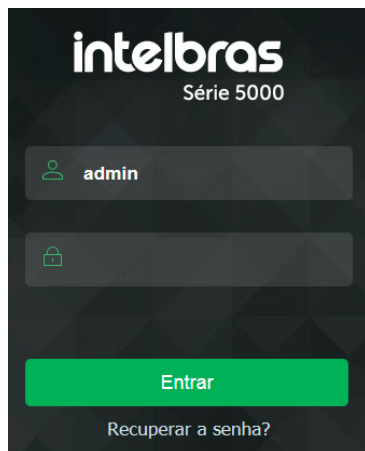 intelbras
Série 5000
admin
Entrar
Recuperar a senha?